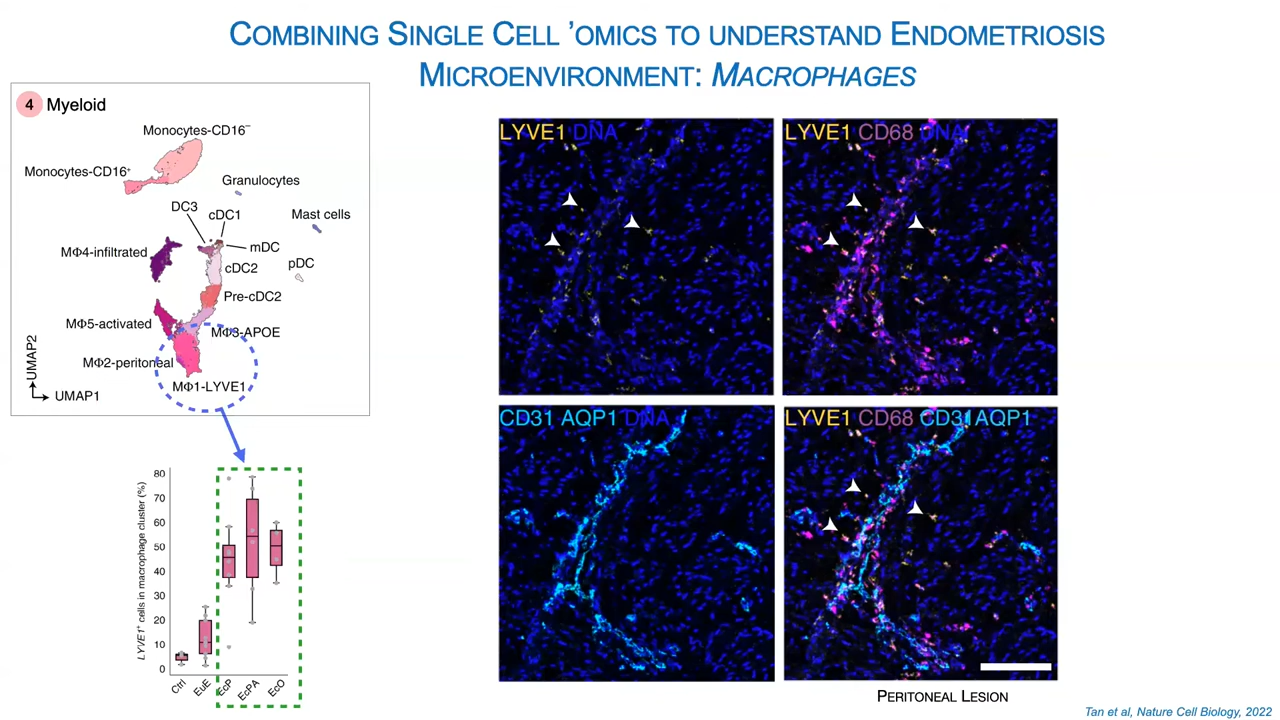 COMBINING SINGLE CELL 'OMICS TO UNDERSTAND ENDOMETRIOSIS
MICROENVIRONMENT: MACROPHAGES
4 Myeloid
Monocytes-CD16⁻
Monocytes-CD16⁺
Granulocytes
DC3
cDC1
Mast cells
mDC
MΦ4-infiltrated
cDC2
pDC
Pre-cDC2
MΦ5-activated
MΦ3-APOE
MΦ2-peritoneal
MΦ1-LYVE1
UMAP2
UMAP1
LYVE1⁺ cells in macrophage cluster (%)
80
70
60
50
40
30
20
10
0
Ctrl
EuE
EcP
EcPA
EcO
LYVE1 DNA
LYVE1 CD68 DNA
CD31 AQP1 DNA
LYVE1 CD68 CD31 AQP1
PERITONEAL LESION
Tan et al, Nature Cell Biology, 2022